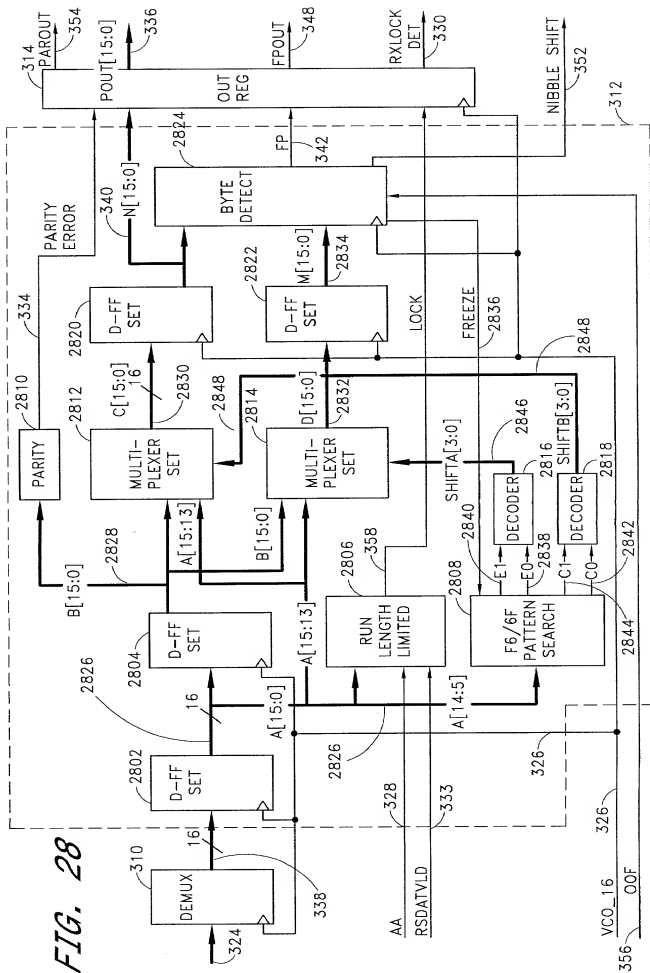 FIG. 28
314
PAROUT
354
POUT[15:0]
336
OUT
REG
FPOUT
348
RXLOCK
DET
330
NIBBLE SHIFT
352
312
PARITY
ERROR
334
N[15:0]
340
2824
BYTE
DETECT
FP
342
2820
D-FF
SET
2822
D-FF
SET
M[15:0]
2834
LOCK
FREEZE
2836
2848
2810
PARITY
2812
MULTI-
PLEXER
SET
C[15:0]
16
2830
2848
2814
MULTI-
PLEXER
SET
D[15:0]
2832
SHIFTA[3:0]
2846
SHIFTB[3:0]
DECODER
2816
DECODER
2818
B[15:0]
2828
A[15:13]
B[15:0]
A[15:13]
2804
D-FF
SET
2826
16
A[15:0]
2802
D-FF
SET
2806
RUN
LENGTH
LIMITED
358
2808
F6/6F
PATTERN
SEARCH
2840
E1
E0
2838
C1
C0
2842
2844
A[14:5]
2826
326
310
DEMUX
324
16
338
AA
328
RSDATVLD
333
VCO_16
326
OOF
356